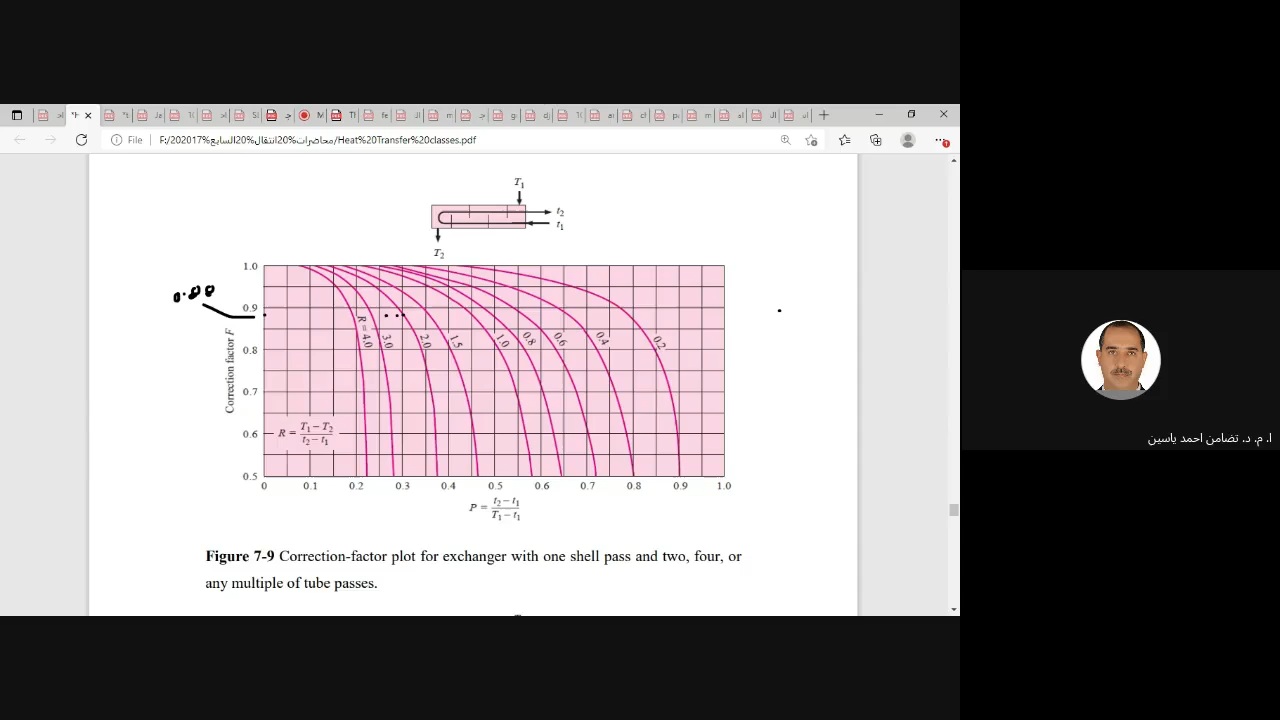 File
F:/202017%السابع20%انتقال20%محاضرات/Heat%20Transfer%20classes.pdf
T1
t2
t1
T2
0.88
1.0
0.9
0.8
0.7
0.6
0.5
Correction factor F
R = 4.0
3.0
2.0
1.5
1.0
0.8
0.6
0.4
0.2
R = T1 − T2 / t2 − t1
0 0.1 0.2 0.3 0.4 0.5 0.6 0.7 0.8 0.9 1.0
P = t2 − t1 / T1 − t1
Figure 7-9 Correction-factor plot for exchanger with one shell pass and two, four, or
any multiple of tube passes.
ا. م. د. تضامن احمد ياسين